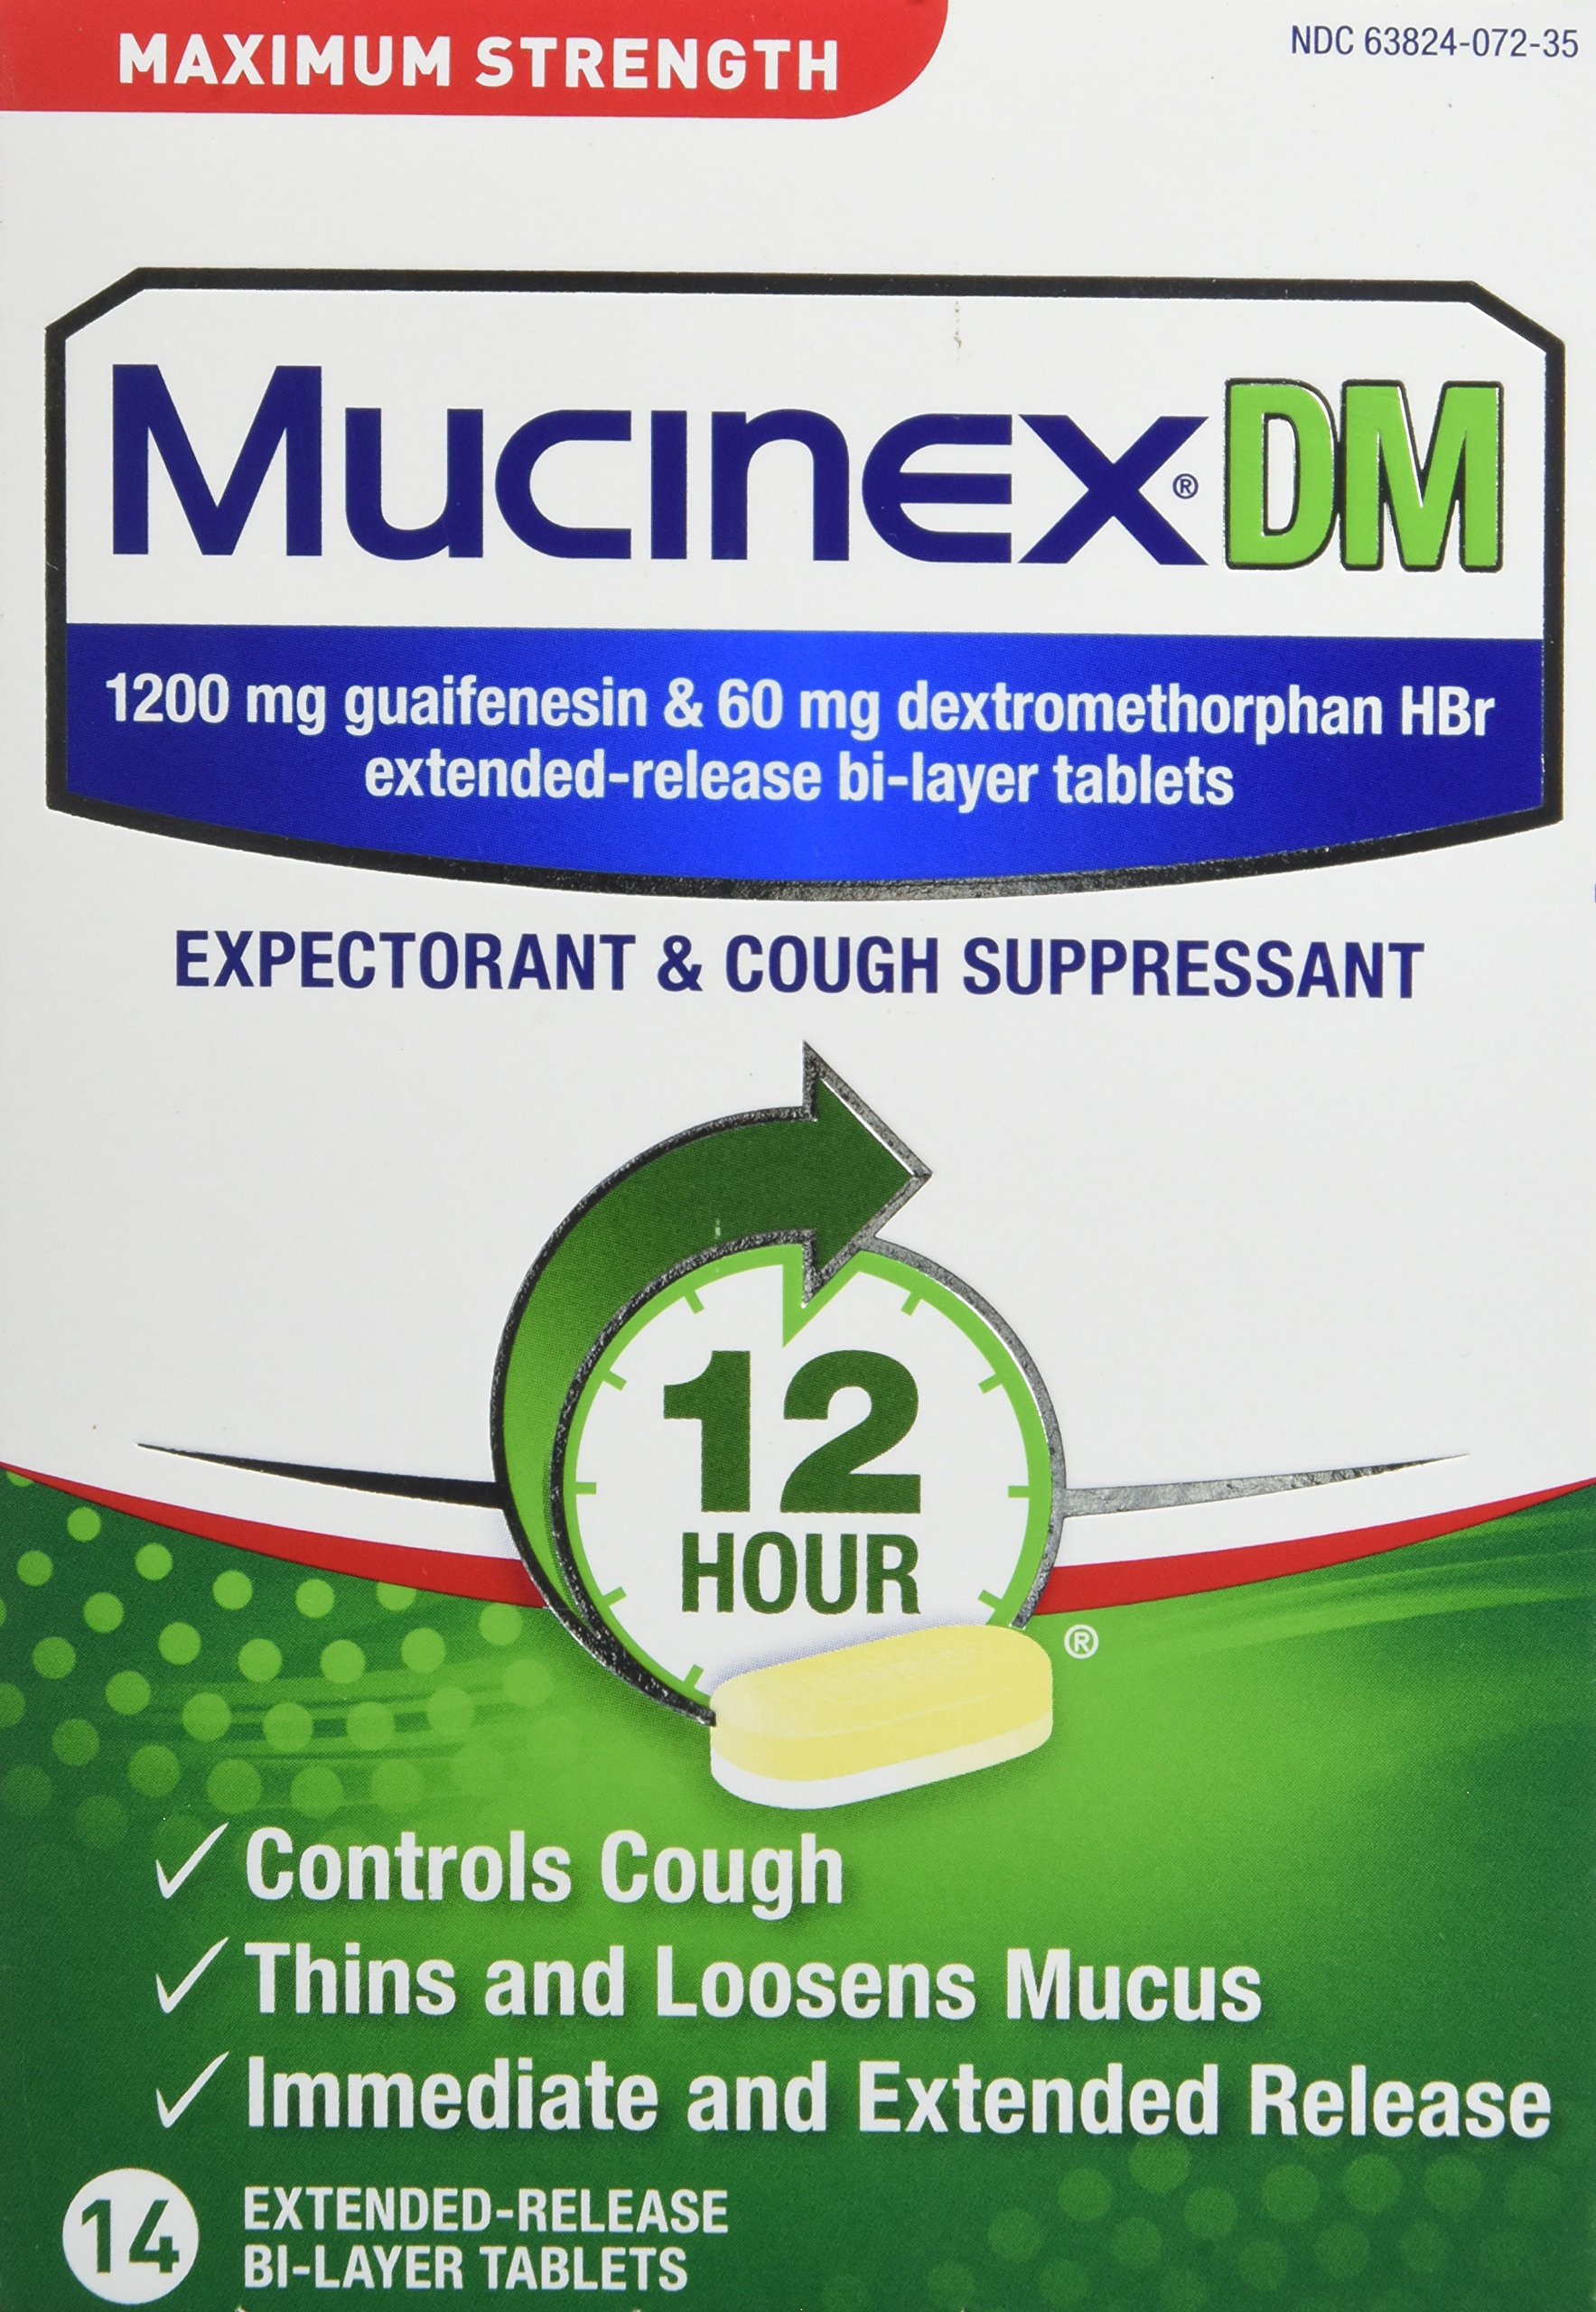 MAXIMUM STRENGTH
NDC 63824-072-35
Mucinex® DM
1200 mg guaifenesin & 60 mg dextromethorphan HBr
extended-release bi-layer tablets
EXPECTORANT & COUGH SUPPRESSANT
12
HOUR
®
✓ Controls Cough
✓ Thins and Loosens Mucus
✓ Immediate and Extended Release
14 EXTENDED-RELEASE
BI-LAYER TABLETS